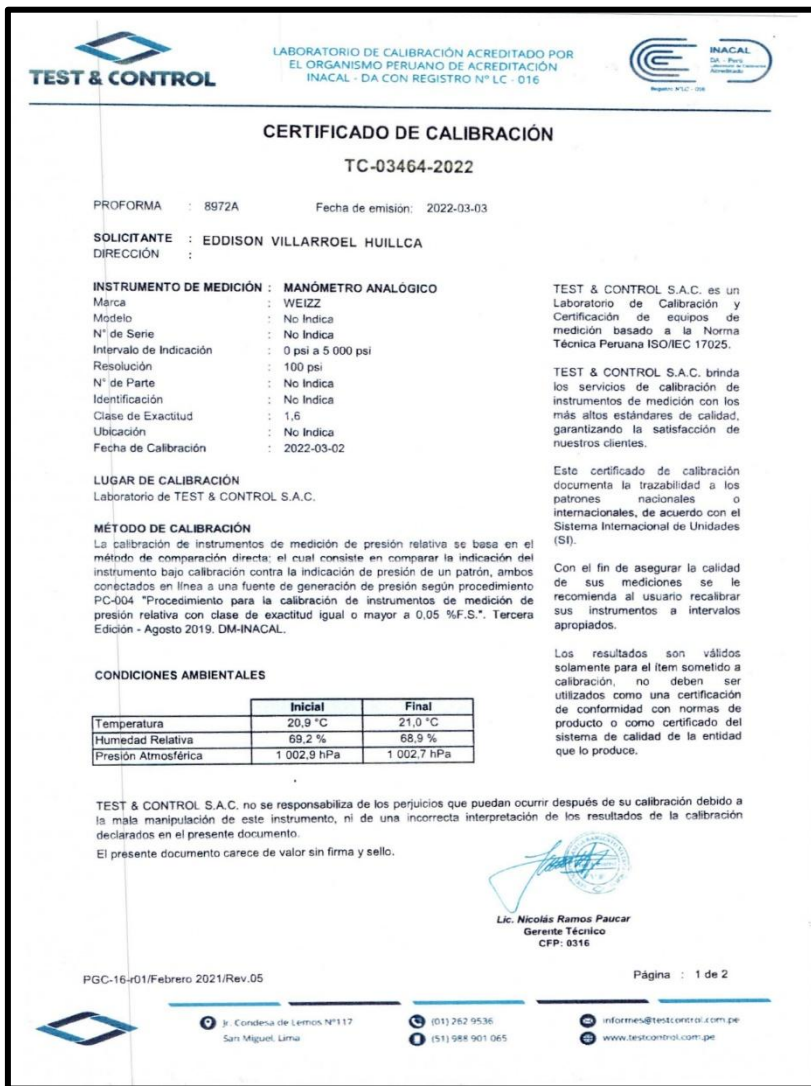 TEST & CONTROL
LABORATORIO DE CALIBRACIÓN ACREDITADO POR
EL ORGANISMO PERUANO DE ACREDITACIÓN
INACAL - DA CON REGISTRO N° LC - 016
INACAL
DA - Perú
Acreditado
CERTIFICADO DE CALIBRACIÓN
TC-03464-2022
PROFORMA : 8972A Fecha de emisión: 2022-03-03
SOLICITANTE : EDDISON VILLARROEL HUILLCA
DIRECCIÓN :
INSTRUMENTO DE MEDICIÓN : MANÓMETRO ANALÓGICO
Marca : WEIZZ
Modelo : No Indica
N° de Serie : No Indica
Intervalo de Indicación : 0 psi a 5 000 psi
Resolución : 100 psi
N° de Parte : No Indica
Identificación : No Indica
Clase de Exactitud : 1,6
Ubicación : No Indica
Fecha de Calibración : 2022-03-02
LUGAR DE CALIBRACIÓN
Laboratorio de TEST & CONTROL S.A.C.
MÉTODO DE CALIBRACIÓN
La calibración de instrumentos de medición de presión relativa se basa en el
método de comparación directa; el cual consiste en comparar la indicación del
instrumento bajo calibración contra la indicación de presión de un patrón, ambos
conectados en línea a una fuente de generación de presión según procedimiento
PC-004 "Procedimiento para la calibración de instrumentos de medición de
presión relativa con clase de exactitud igual o mayor a 0,05 %F.S.". Tercera
Edición - Agosto 2019. DM-INACAL.
CONDICIONES AMBIENTALES
Inicial Final
Temperatura 20,9 °C 21,0 °C
Humedad Relativa 69,2 % 68,9 %
Presión Atmosférica 1 002,9 hPa 1 002,7 hPa
TEST & CONTROL S.A.C. es un
Laboratorio de Calibración y
Certificación de equipos de
medición basado a la Norma
Técnica Peruana ISO/IEC 17025.
TEST & CONTROL S.A.C. brinda
los servicios de calibración de
instrumentos de medición con los
más altos estándares de calidad,
garantizando la satisfacción de
nuestros clientes.
Este certificado de calibración
documenta la trazabilidad a los
patrones nacionales o
internacionales, de acuerdo con el
Sistema Internacional de Unidades
(SI).
Con el fin de asegurar la calidad
de sus mediciones se le
recomienda al usuario recalibrar
sus instrumentos a intervalos
apropiados.
Los resultados son válidos
solamente para el ítem sometido a
calibración, no deben ser
utilizados como una certificación
de conformidad con normas de
producto o como certificado del
sistema de calidad de la entidad
que lo produce.
TEST & CONTROL S.A.C. no se responsabiliza de los perjuicios que puedan ocurrir después de su calibración debido a
la mala manipulación de este instrumento, ni de una incorrecta interpretación de los resultados de la calibración
declarados en el presente documento.
El presente documento carece de valor sin firma y sello.
Lic. Nicolás Ramos Paucar
Gerente Técnico
CFP: 0316
PGC-16-r01/Febrero 2021/Rev.05
Página : 1 de 2
Jr. Condesa de Lemos N°117
San Miguel, Lima
(01) 262 9536
(51) 988 901 065
informes@testcontrol.com.pe
www.testcontrol.com.pe